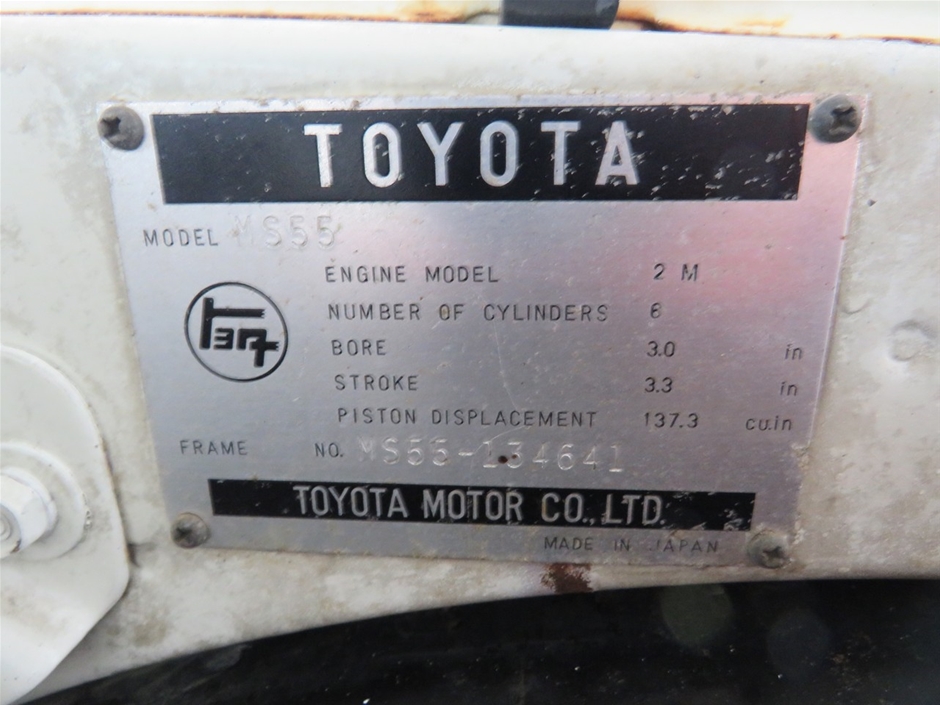 TOYOTA
MODEL MS55
ENGINE MODEL 2 M
NUMBER OF CYLINDERS 6
BORE 3.0 in
STROKE 3.3 in
PISTON DISPLACEMENT 137.3 cu.in
FRAME NO. MS55-134641
TOYOTA MOTOR CO., LTD.
MADE IN JAPAN